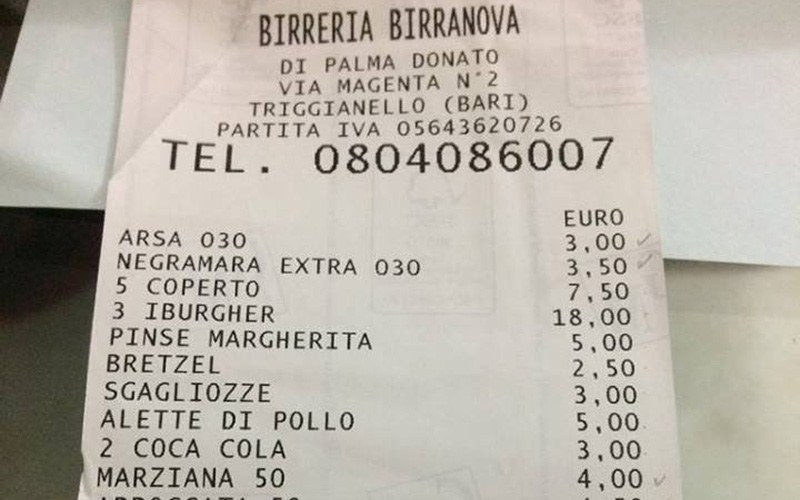 BIRRERIA BIRRANOVA
DI PALMA DONATO
VIA MAGENTA N°2
TRIGGIANELLO (BARI)
PARTITA IVA 05643620726
TEL. 0804086007
EURO
ARSA 030 3,00
NEGRAMARA EXTRA 030 3,50
5 COPERTO 7,50
3 IBURGHER 18,00
PINSE MARGHERITA 5,00
BRETZEL 2,50
SGAGLIOZZE 3,00
ALETTE DI POLLO 5,00
2 COCA COLA 3,00
MARZIANA 50 4,00